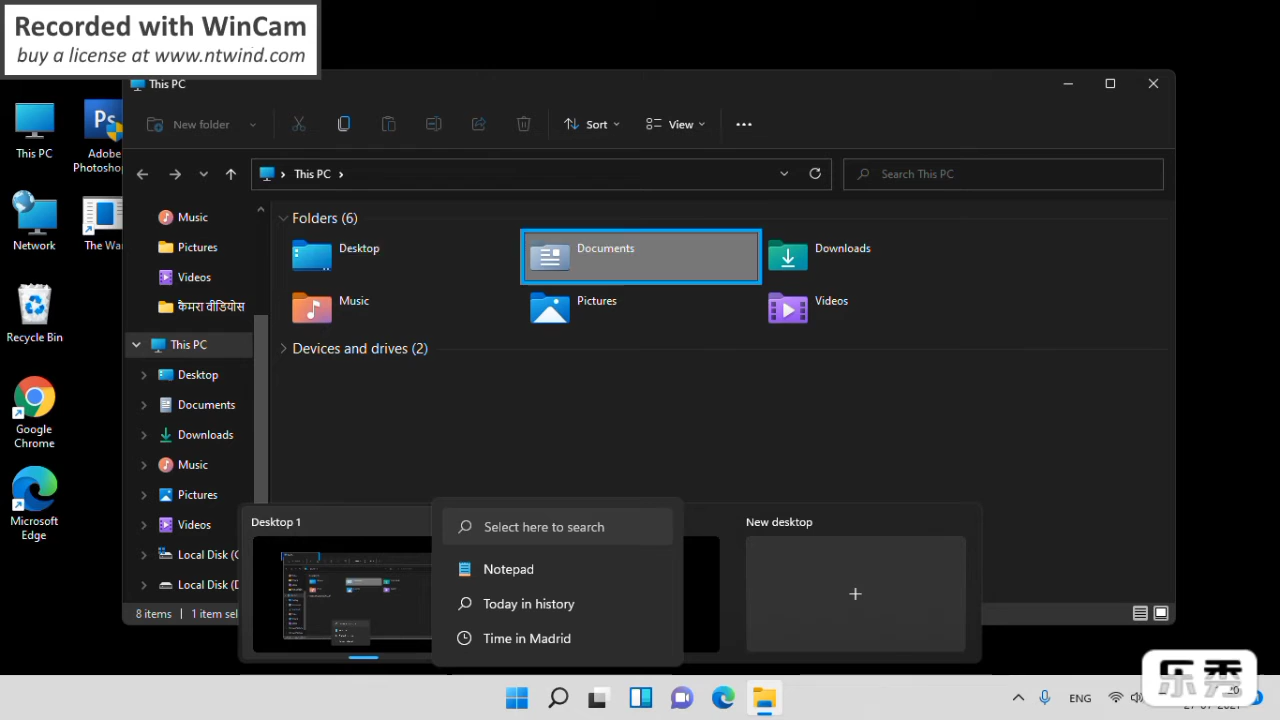 Recorded with WinCam
buy a license at www.ntwind.com
This PC
New folder
Sort
View
This PC
Search This PC
This PC
Adobe
Photoshop
Network
The Wa
Recycle Bin
Google
Chrome
Microsoft
Edge
Music
Pictures
Videos
कैमरा वीडियोस
This PC
Desktop
Documents
Downloads
Music
Pictures
Videos
Local Disk (C
Local Disk (D
Folders (6)
Desktop
Documents
Downloads
Music
Pictures
Videos
Devices and drives (2)
8 items
1 item sel
Desktop 1
Select here to search
Notepad
Today in history
Time in Madrid
New desktop
ENG
乐秀